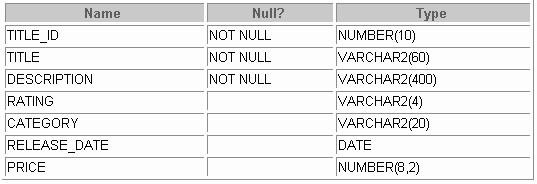 Name Null? Type
TITLE_ID NOT NULL NUMBER(10)
TITLE NOT NULL VARCHAR2(60)
DESCRIPTION NOT NULL VARCHAR2(400)
RATING VARCHAR2(4)
CATEGORY VARCHAR2(20)
RELEASE_DATE DATE
PRICE NUMBER(8,2)